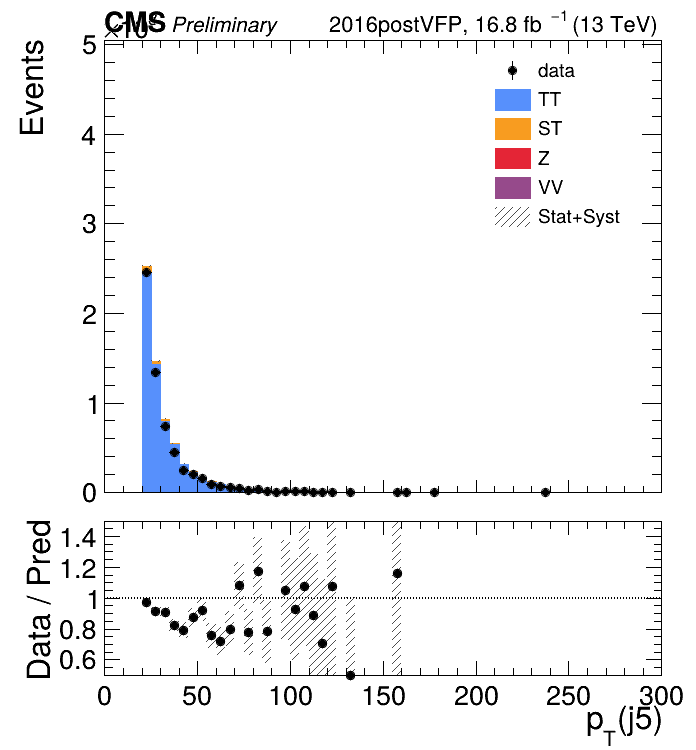 CMS Preliminary 2016postVFP, 16.8 fb⁻¹ (13 TeV)
5
Events
data
TT
ST
Z
VV
Stat+Syst
4
3
2
1
0
Data / Pred
1.4
1.2
1
0.8
0.6
0 50 100 150 200 250 300
p_T(j5)